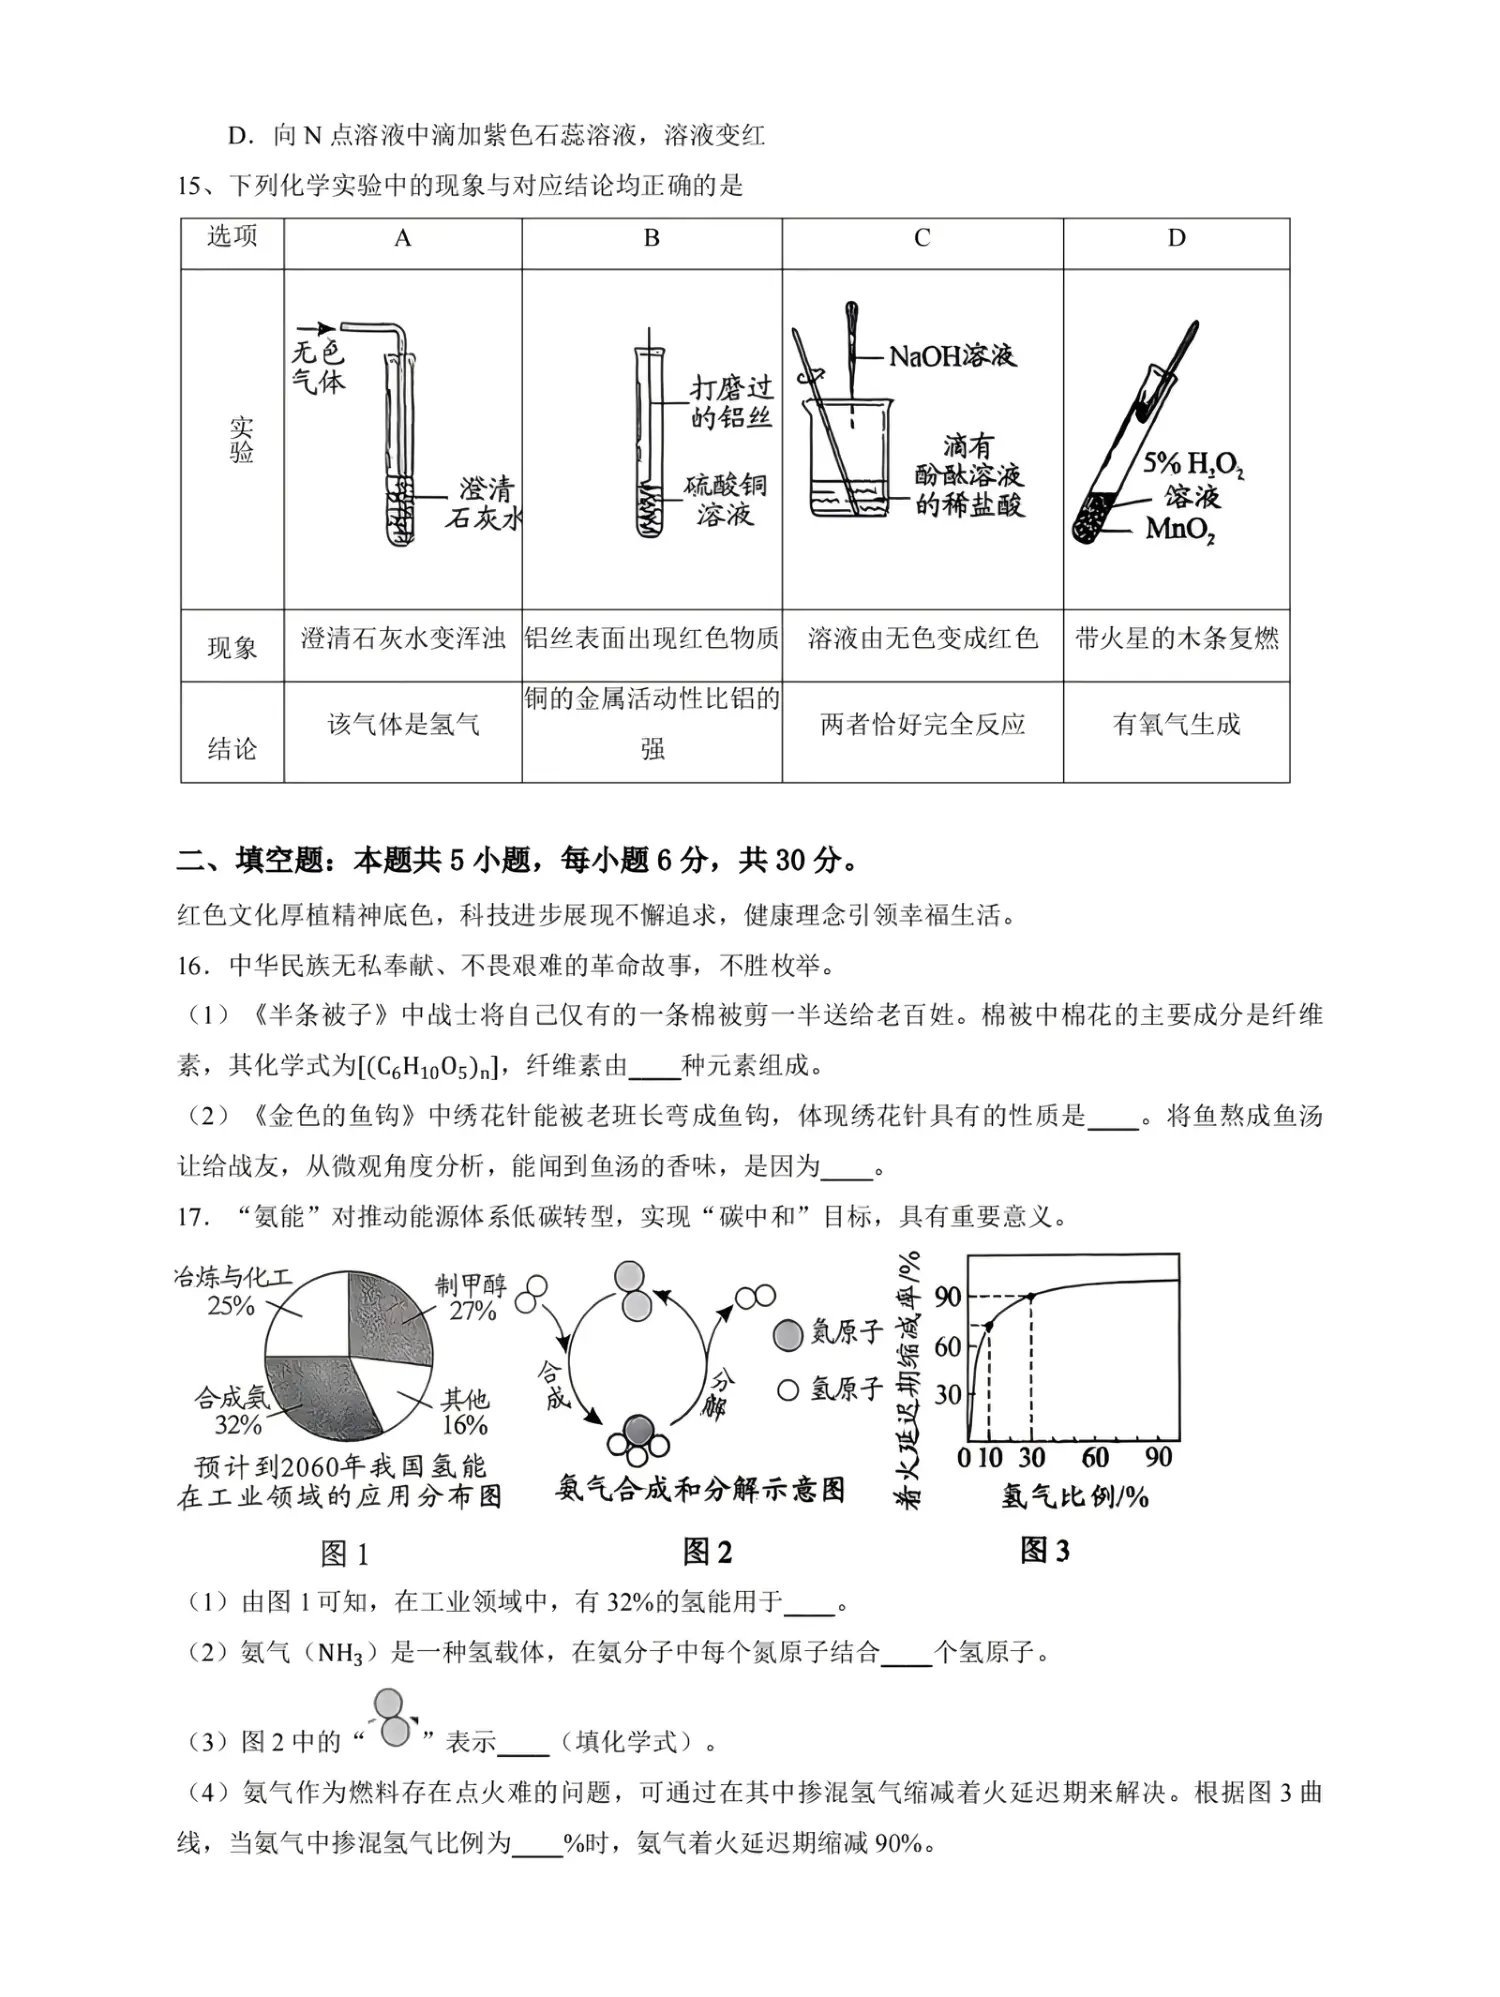 D．向 N 点溶液中滴加紫色石蕊溶液，溶液变红
15、下列化学实验中的现象与对应结论均正确的是
选项 A B C D
实验
无色气体
澄清石灰水
打磨过的铝丝
硫酸铜溶液
NaOH溶液
滴有酚酞溶液的稀盐酸
5% H₂O₂溶液
MnO₂
现象 澄清石灰水变浑浊 铝丝表面出现红色物质 溶液由无色变成红色 带火星的木条复燃
结论 该气体是氢气 铜的金属活动性比铝的强 两者恰好完全反应 有氧气生成
二、填空题：本题共 5 小题，每小题 6 分，共 30 分。
红色文化厚植精神底色，科技进步展现不懈追求，健康理念引领幸福生活。
16．中华民族无私奉献、不畏艰难的革命故事，不胜枚举。
（1）《半条被子》中战士将自己仅有的一条棉被剪一半送给老百姓。棉被中棉花的主要成分是纤维
素，其化学式为[(C₆H₁₀O₅)ₙ]，纤维素由____种元素组成。
（2）《金色的鱼钩》中绣花针能被老班长弯成鱼钩，体现绣花针具有的性质是____。将鱼熬成鱼汤
让给战友，从微观角度分析，能闻到鱼汤的香味，是因为____。
17．“氨能”对推动能源体系低碳转型，实现“碳中和”目标，具有重要意义。
冶炼与化工
25%
制甲醇
27%
合成氨
32%
其他
16%
预计到2060年我国氢能
在工业领域的应用分布图
图 1
合成
分解
氮原子
氢原子
氨气合成和分解示意图
图 2
着火延迟期缩减率/%
90
60
30
0 10 30 60 90
氢气比例/%
图 3
（1）由图 1可知，在工业领域中，有 32%的氢能用于____。
（2）氨气（NH₃）是一种氢载体，在氨分子中每个氮原子结合____个氢原子。
（3）图 2 中的“ ”表示____（填化学式）。
（4）氨气作为燃料存在点火难的问题，可通过在其中掺混氢气缩减着火延迟期来解决。根据图 3 曲
线，当氨气中掺混氢气比例为____%时，氨气着火延迟期缩减 90%。